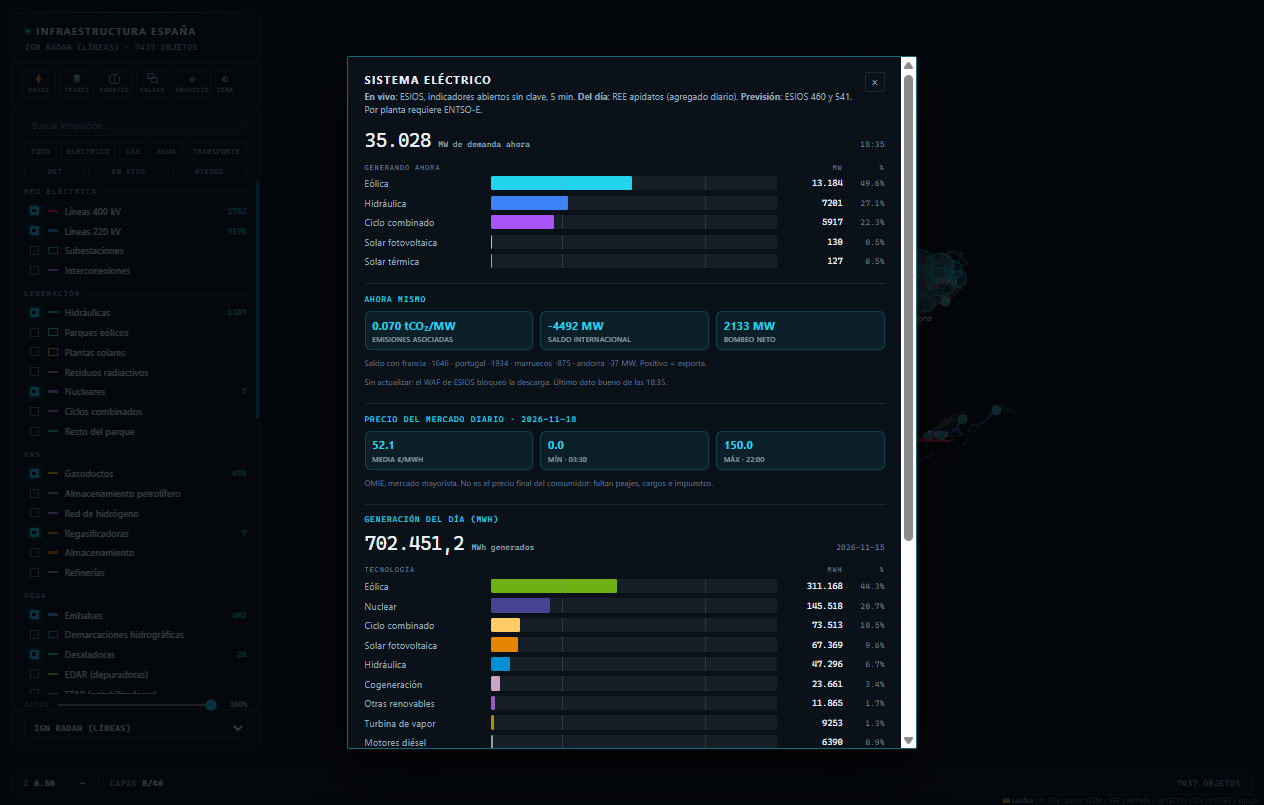 INFRAESTRUCTURA ESPAÑA
IGN RADAR (LÍNEAS) · 7437 OBJETOS
DATOS TRENES FUENTES ENLACE PROYECTO TEMA
Buscar instalación...
TODO ELÉCTRICO GAS AGUA TRANSPORTE
DGT EN VIVO RIESGO
RED ELÉCTRICA
Líneas 400 kV 1752
Líneas 220 kV 3176
Subestaciones
Interconexiones
GENERACIÓN
Hidráulicas 1387
Parques eólicos
Plantas solares
Residuos radiactivos
Nucleares 7
Ciclos combinados
Resto del parque
GAS
Gasoductos 678
Almacenamiento petrolífero
Red de hidrógeno
Regasificadoras 7
Almacenamiento
Refinerías
AGUA
Embalses 402
Demarcaciones hidrográficas
Desaladoras 28
EDAR (depuradoras)
DATOS 100%
IGN RADAR (LÍNEAS)
Z 6.50 — CAPAS 8/46
7437 OBJETOS
SISTEMA ELÉCTRICO
x
En vivo: ESIOS, indicadores abiertos sin clave, 5 min. Del día: REE apidatos (agregado diario). Previsión: ESIOS 460 y 541.
Por planta requiere ENTSO-E.
35.028 MW de demanda ahora 18:35
GENERANDO AHORA MW %
Eólica 13.184 49.6%
Hidráulica 7201 27.1%
Ciclo combinado 5917 22.3%
Solar fotovoltaica 130 0.5%
Solar térmica 127 0.5%
AHORA MISMO
0.070 tCO₂/MW -4492 MW 2133 MW
EMISIONES ASOCIADAS SALDO INTERNACIONAL BOMBEO NETO
Saldo con francia -1646 · portugal -1934 · marruecos -875 · andorra -37 MW. Positivo = exporta.
Sin actualizar: el WAF de ESIOS bloqueó la descarga. Último dato bueno de las 18:35.
PRECIO DEL MERCADO DIARIO · 2026-11-18
52.1 0.0 150.0
MEDIA €/MWH MÍN · 03:30 MÁX · 22:00
OMIE, mercado mayorista. No es el precio final del consumidor: faltan peajes, cargos e impuestos.
GENERACIÓN DEL DÍA (MWH)
702.451,2 MWh generados 2026-11-15
TECNOLOGÍA MWH %
Eólica 311.168 44.3%
Nuclear 145.518 20.7%
Ciclo combinado 73.513 10.5%
Solar fotovoltaica 67.369 9.6%
Hidráulica 47.296 6.7%
Cogeneración 23.661 3.4%
Otras renovables 11.865 1.7%
Turbina de vapor 9253 1.3%
Motores diésel 6390 0.9%